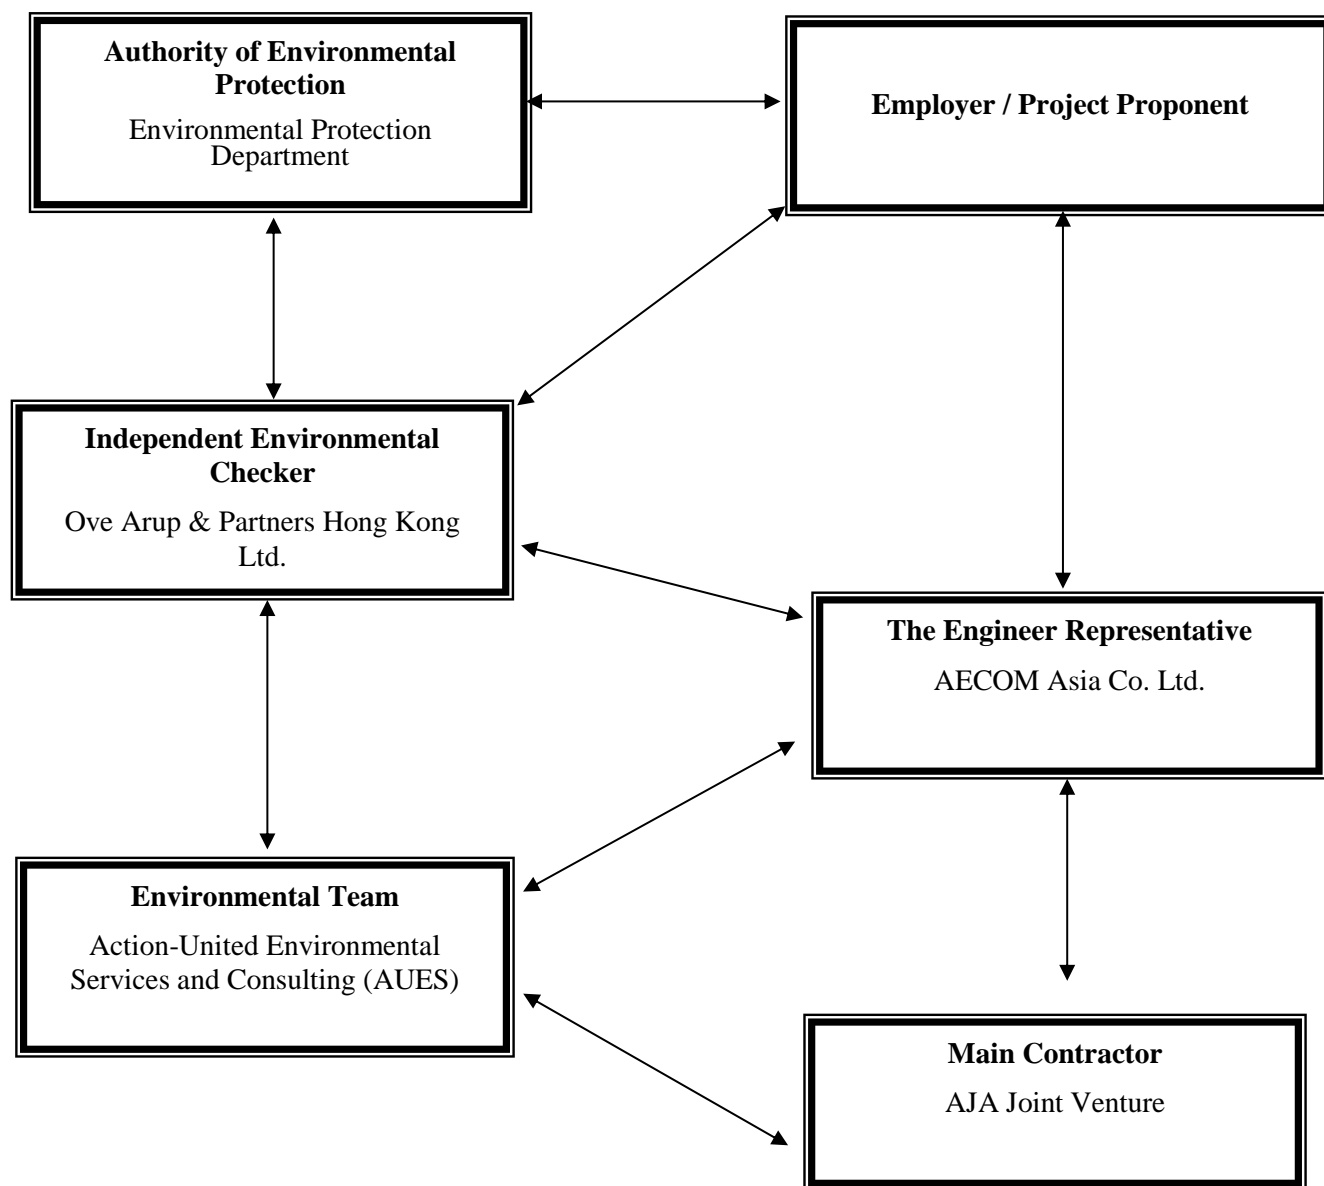 Authority of Environmental
Protection
Environmental Protection
Department
Employer / Project Proponent
Independent Environmental
Checker
Ove Arup & Partners Hong Kong
Ltd.
The Engineer Representative
AECOM Asia Co. Ltd.
Environmental Team
Action-United Environmental
Services and Consulting (AUES)
Main Contractor
AJA Joint Venture